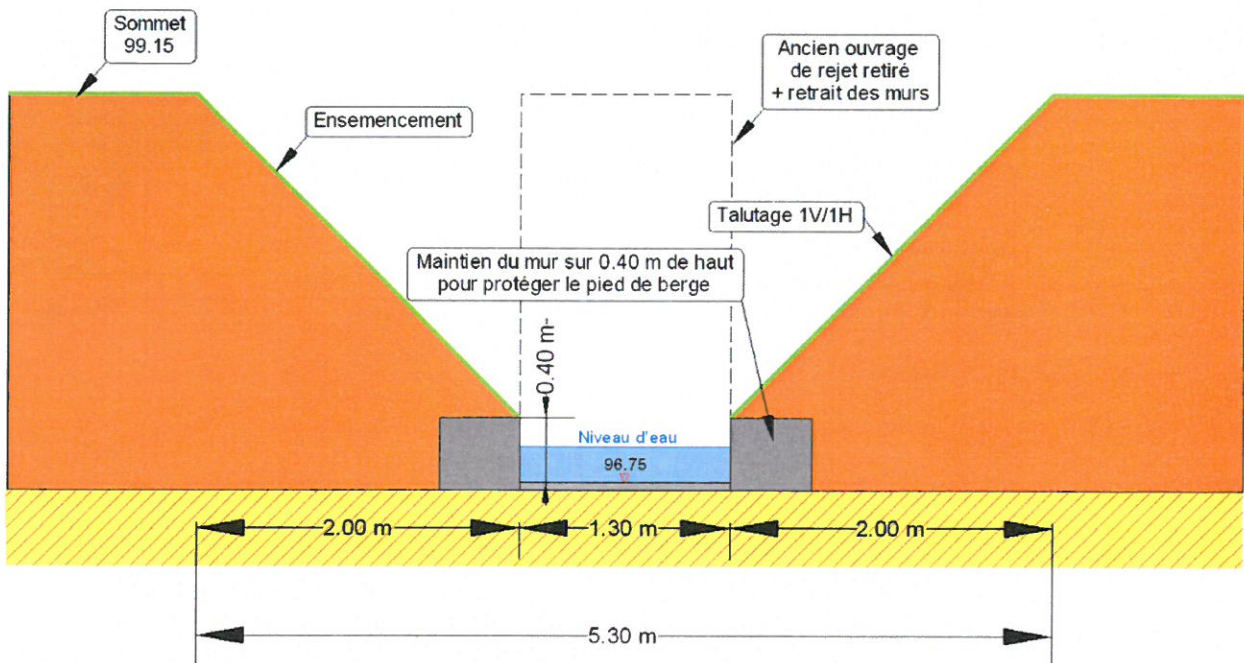 Sommet
99.15
Ancien ouvrage
de rejet retiré
+ retrait des murs
Ensemencement
Talutage 1V/1H
Maintien du mur sur 0.40 m de haut
pour protéger le pied de berge
0.40 m
Niveau d'eau
96.75
2.00 m
1.30 m
2.00 m
5.30 m